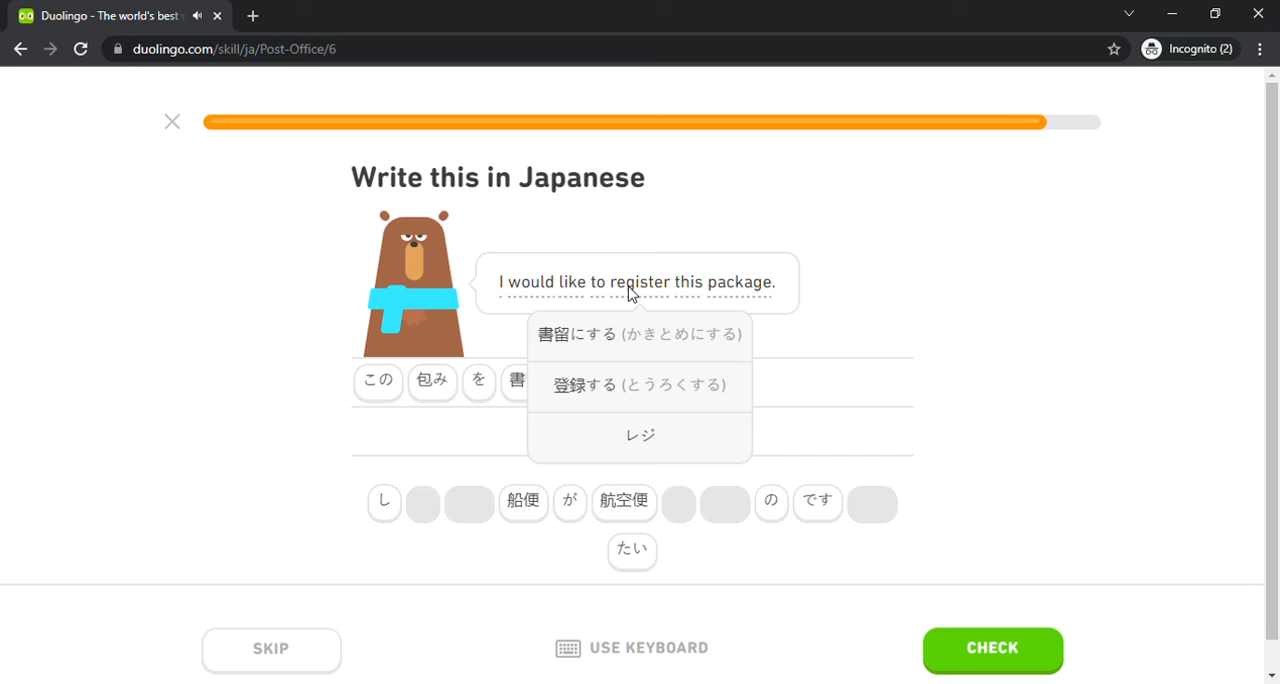 Duolingo - The world's best
duolingo.com/skill/ja/Post-Office/6
Incognito (2)
Write this in Japanese
I would like to register this package.
書留にする (かきとめにする)
登録する (とうろくする)
レジ
この 包み を 書
し 船便 が 航空便 の です
たい
SKIP
USE KEYBOARD
CHECK